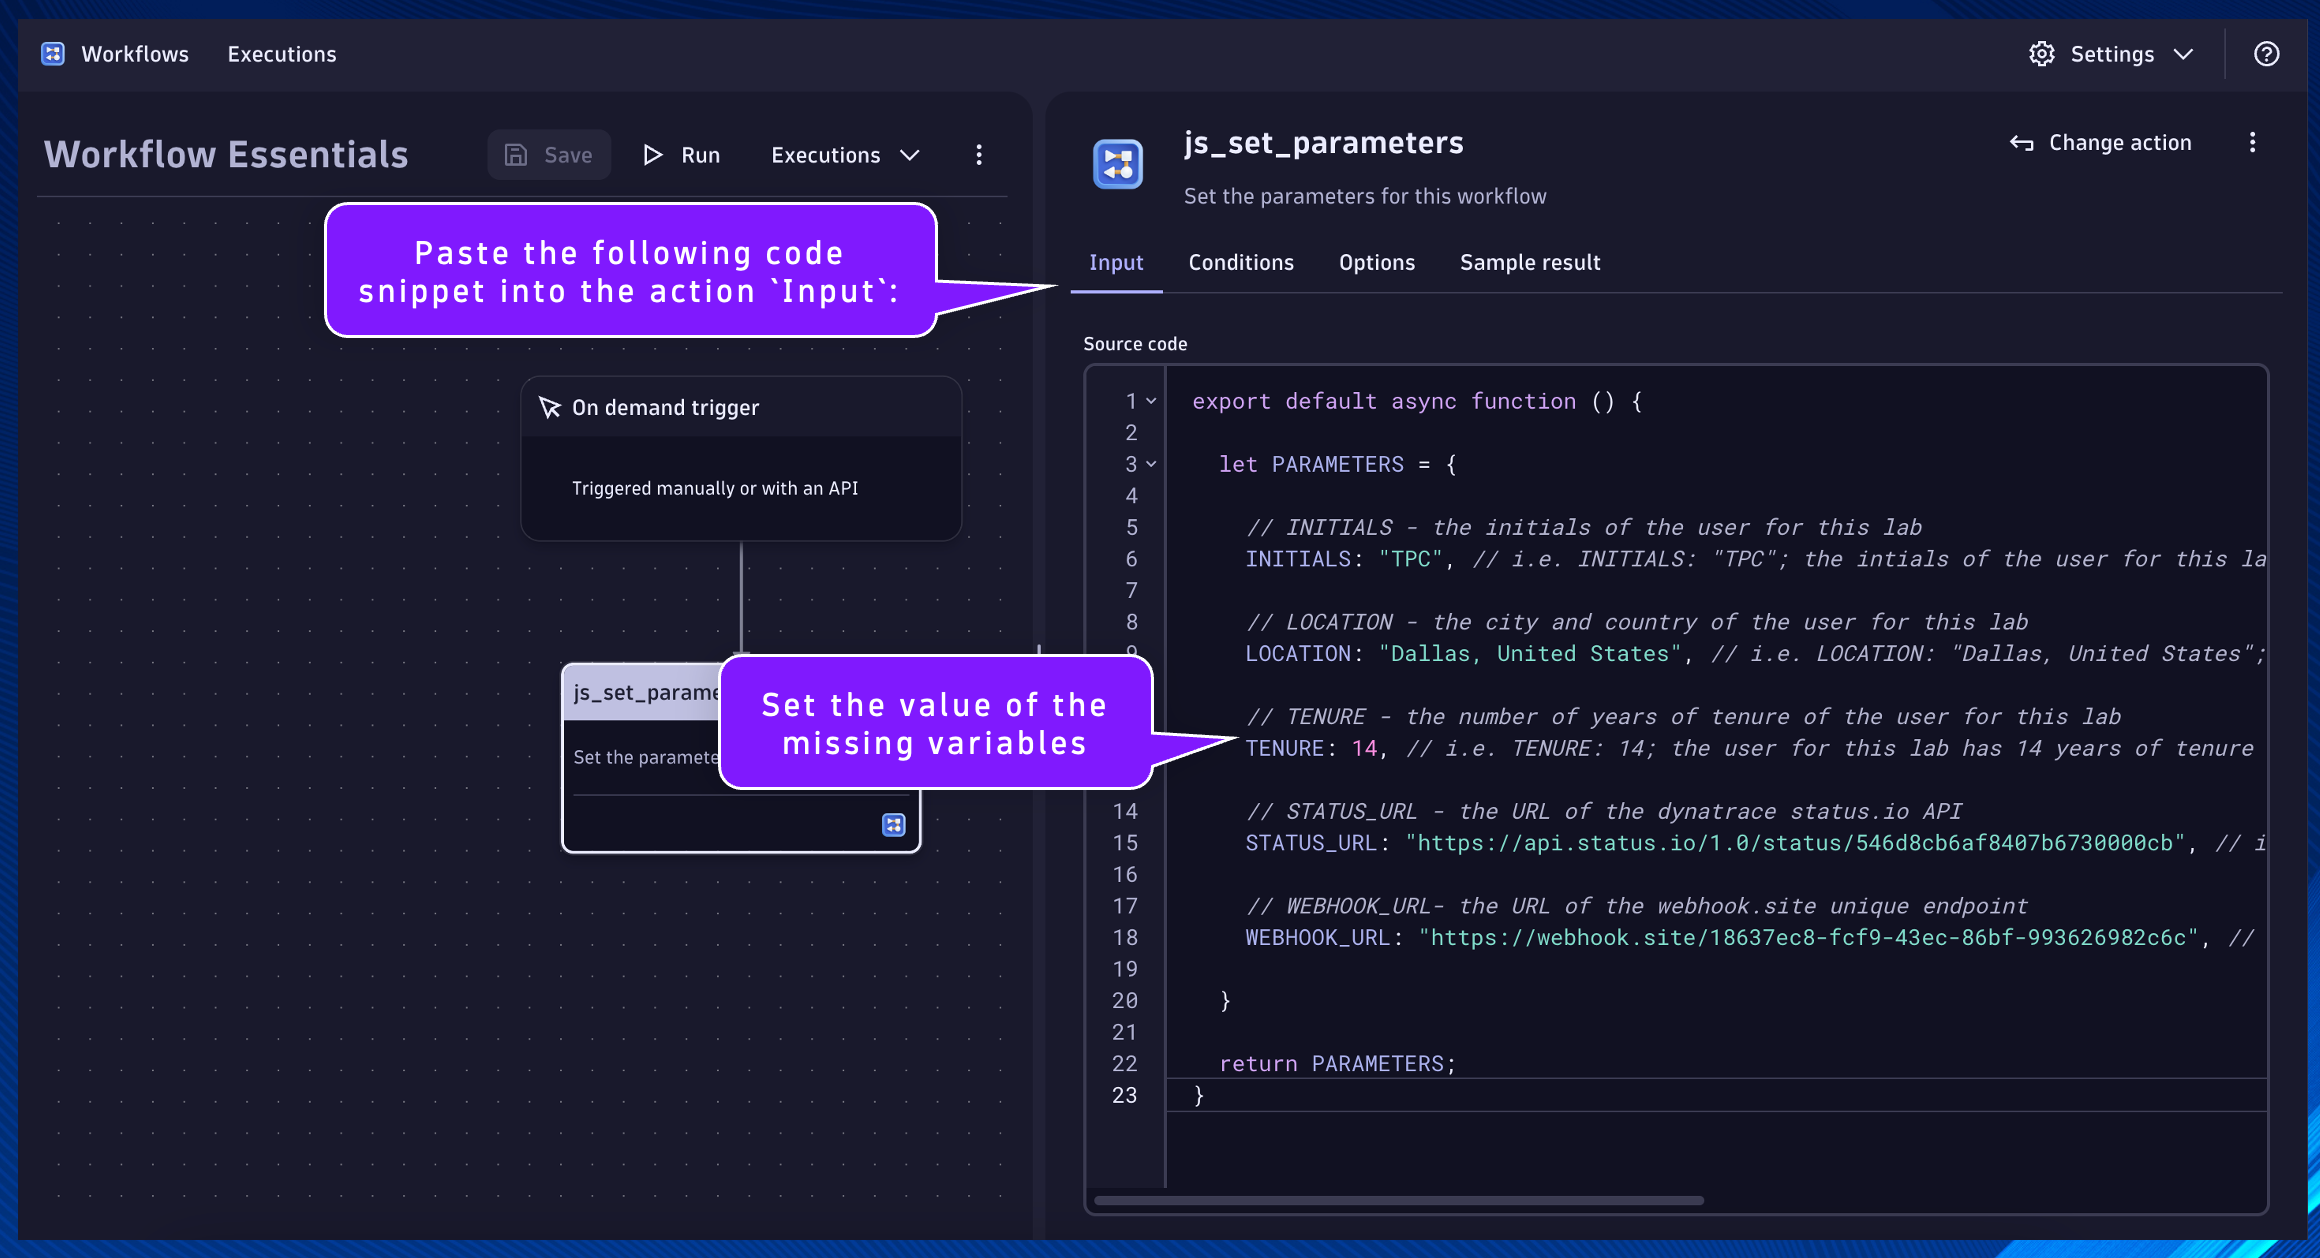 Workflows
Executions
Settings
Workflow Essentials
Save
Run
Executions
Paste the following code
snippet into the action `Input`:
On demand trigger
Triggered manually or with an API
js_set_parame
Set the paramete
Set the value of the
missing variables
js_set_parameters
Change action
Set the parameters for this workflow
Input
Conditions
Options
Sample result
Source code
1 export default async function () {
2
3 let PARAMETERS = {
4
5 // INITIALS - the initials of the user for this lab
6 INITIALS: "TPC", // i.e. INITIALS: "TPC"; the intials of the user for this la
7
8 // LOCATION - the city and country of the user for this lab
9 LOCATION: "Dallas, United States", // i.e. LOCATION: "Dallas, United States";
// TENURE - the number of years of tenure of the user for this lab
TENURE: 14, // i.e. TENURE: 14; the user for this lab has 14 years of tenure
14 // STATUS_URL - the URL of the dynatrace status.io API
15 STATUS_URL: "https://api.status.io/1.0/status/546d8cb6af8407b6730000cb", // i
16
17 // WEBHOOK_URL- the URL of the webhook.site unique endpoint
18 WEBHOOK_URL: "https://webhook.site/18637ec8-fcf9-43ec-86bf-993626982c6c", //
19
20 }
21
22 return PARAMETERS;
23 }